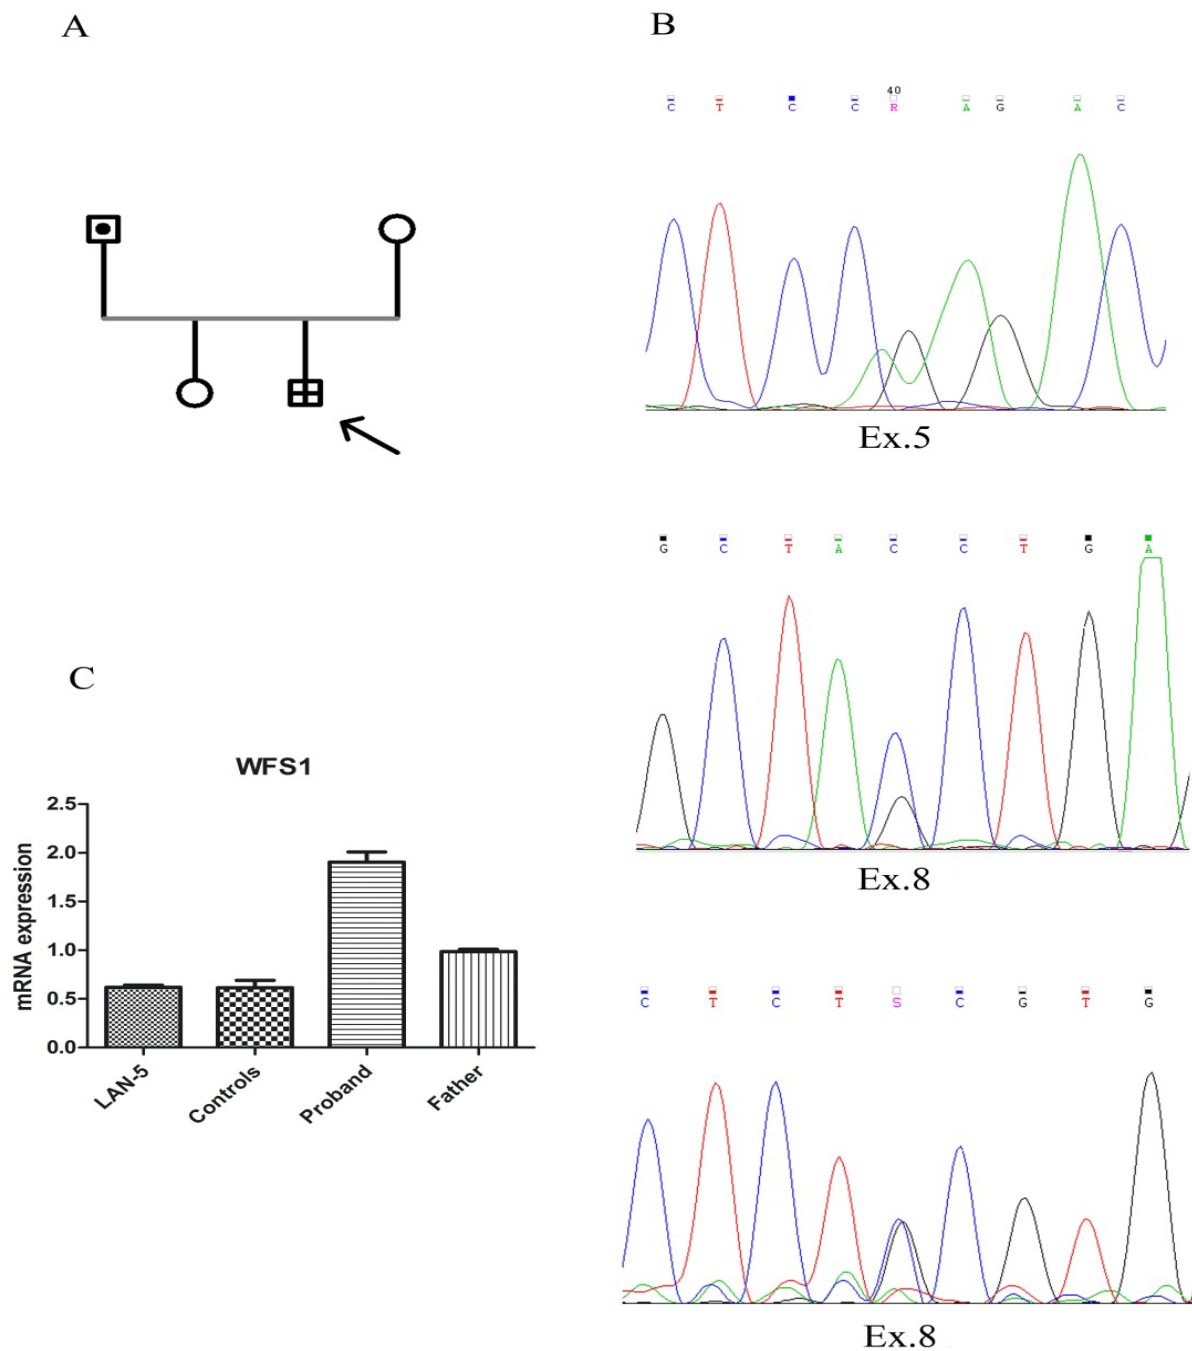 A
B
40
C T C C R A G A C
Ex.5
G C T A C C T G A
Ex.8
C
WFS1
2.5
2.0
1.5
1.0
0.5
0.0
mRNA expression
LAN-5
Controls
Proband
Father
C T C T S C G T G
Ex.8